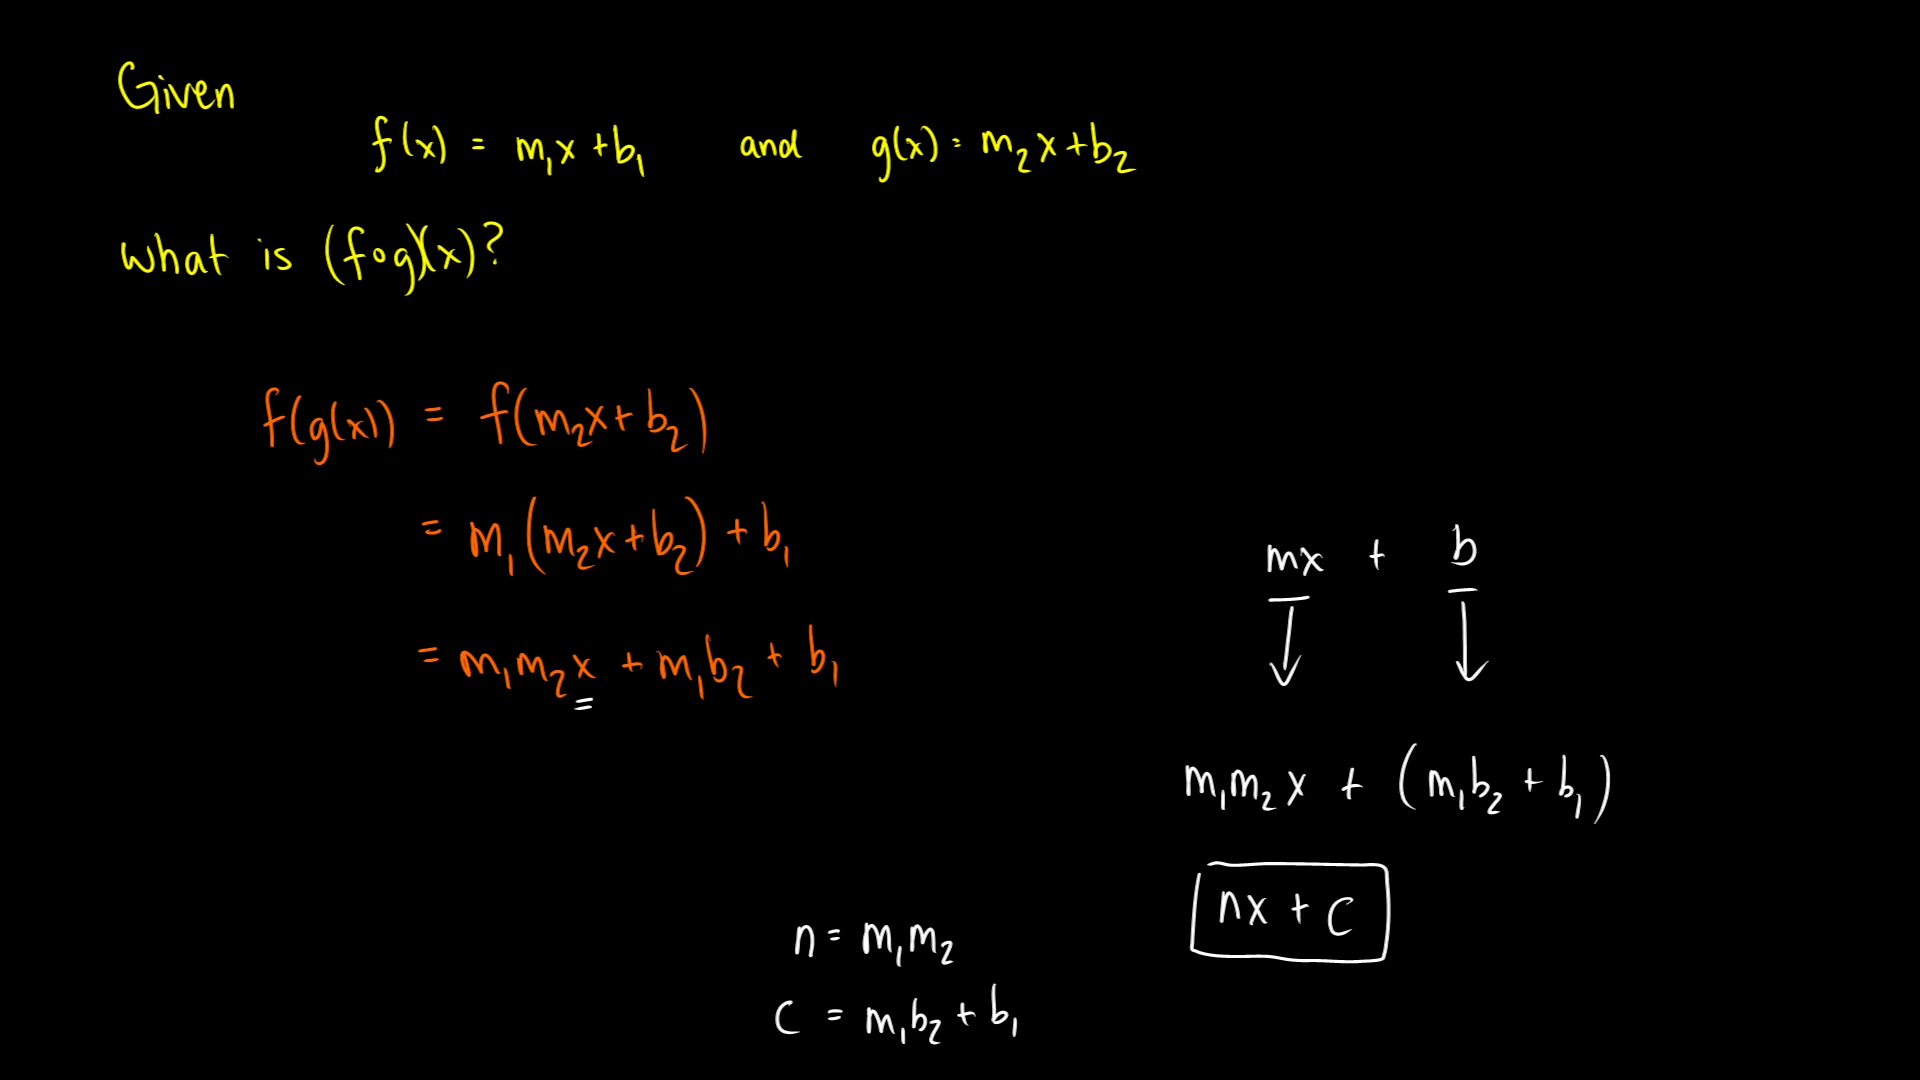 Given
f(x) = m₁x + b₁ and g(x) = m₂x + b₂
what is (f∘g)(x)?
f(g(x)) = f(m₂x + b₂)
= m₁(m₂x + b₂) + b₁
= m₁m₂x + m₁b₂ + b₁
mx + b
m₁m₂x + (m₁b₂ + b₁)
nx + c
n = m₁m₂
c = m₁b₂ + b₁